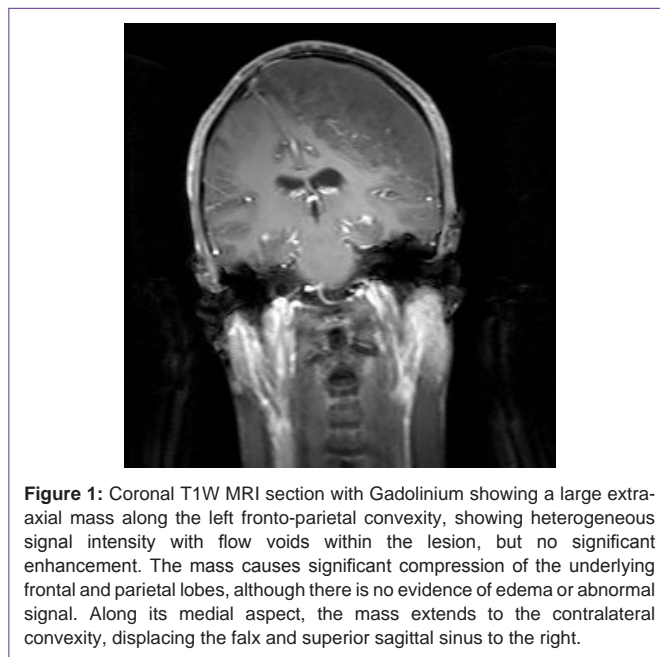 Figure 1: Coronal T1W MRI section with Gadolinium showing a large extra-
axial mass along the left fronto-parietal convexity, showing heterogeneous
signal intensity with flow voids within the lesion, but no significant
enhancement. The mass causes significant compression of the underlying
frontal and parietal lobes, although there is no evidence of edema or abnormal
signal. Along its medial aspect, the mass extends to the contralateral
convexity, displacing the falx and superior sagittal sinus to the right.